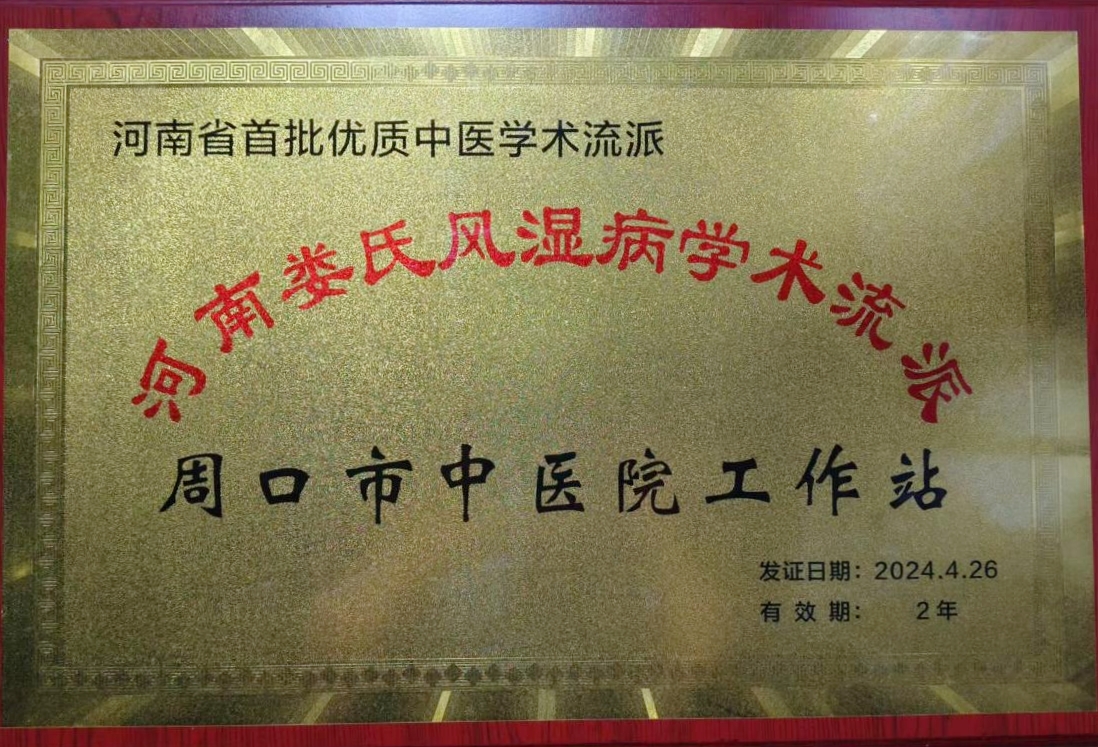 河南省首批优质中医学术流派
河南娄氏风湿病学术流派
周口市中医院工作站
发证日期：2024.4.26
有效期： 2年